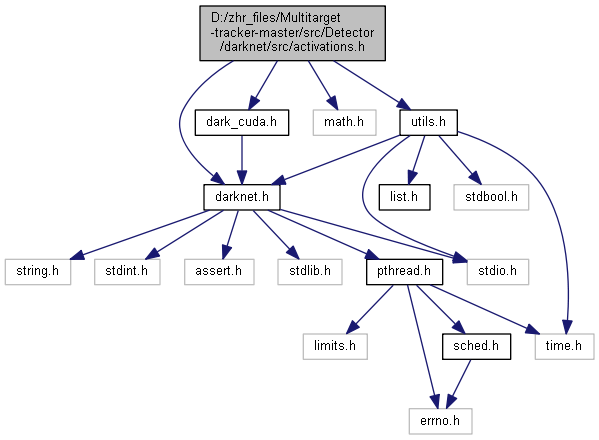 D:/zhr_files/Multitarget
-tracker-master/src/Detector
/darknet/src/activations.h
dark_cuda.h
math.h
utils.h
darknet.h
list.h
stdbool.h
string.h
stdint.h
assert.h
stdlib.h
pthread.h
stdio.h
limits.h
sched.h
time.h
errno.h